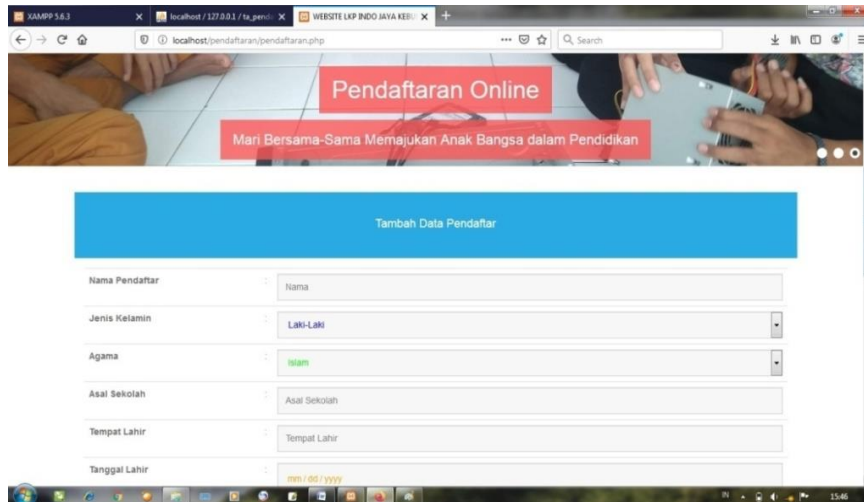 XAMPP 5.6.3
localhost / 127.0.0.1 / ta_penda
WEBSITE LKP INDO JAYA KEBU
localhost/pendaftaran/pendaftaran.php
Search
Pendaftaran Online
Mari Bersama-Sama Memajukan Anak Bangsa dalam Pendidikan
Tambah Data Pendaftar
Nama Pendaftar : Nama
Jenis Kelamin : Laki-Laki
Agama : Islam
Asal Sekolah : Asal Sekolah
Tempat Lahir : Tempat Lahir
Tanggal Lahir : mm / dd / yyyy
IN
15:46